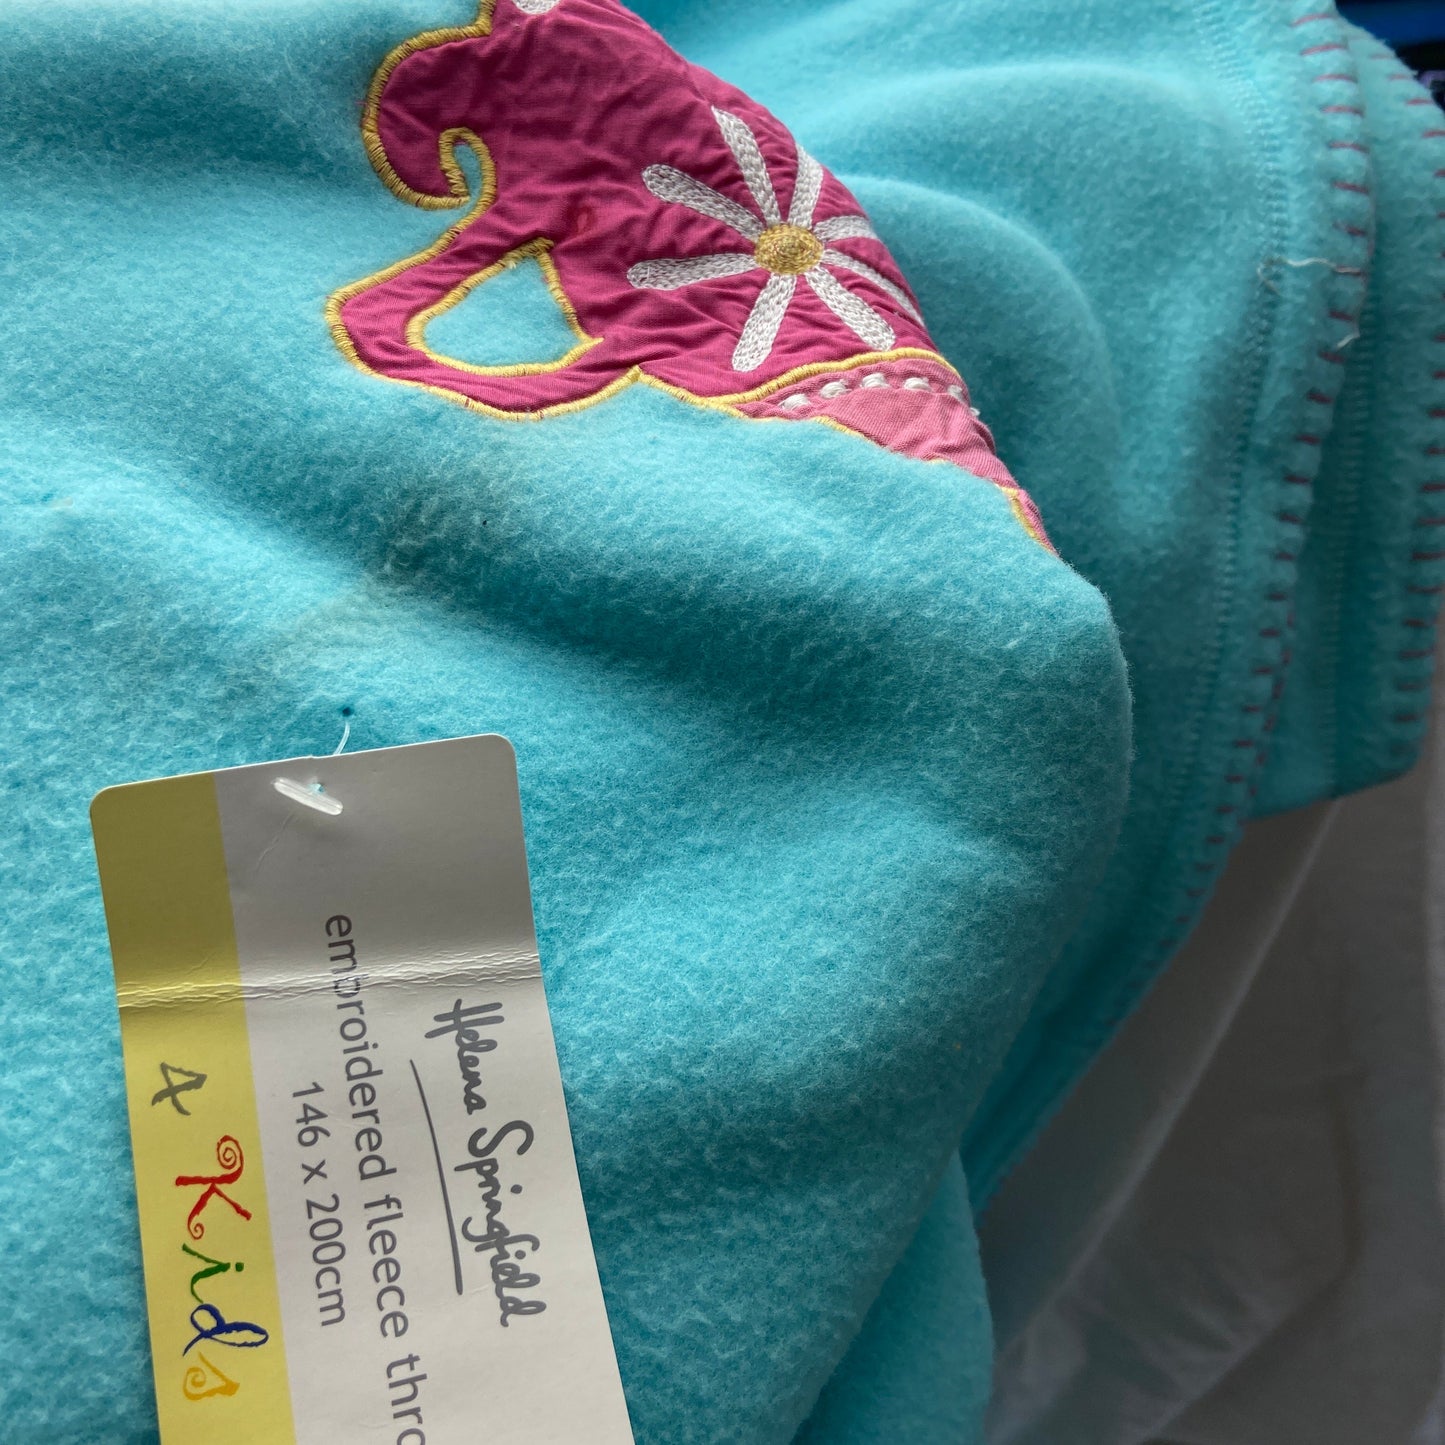 Helena Springfield
embroidered fleece thro
146 x 200cm
4 Kids